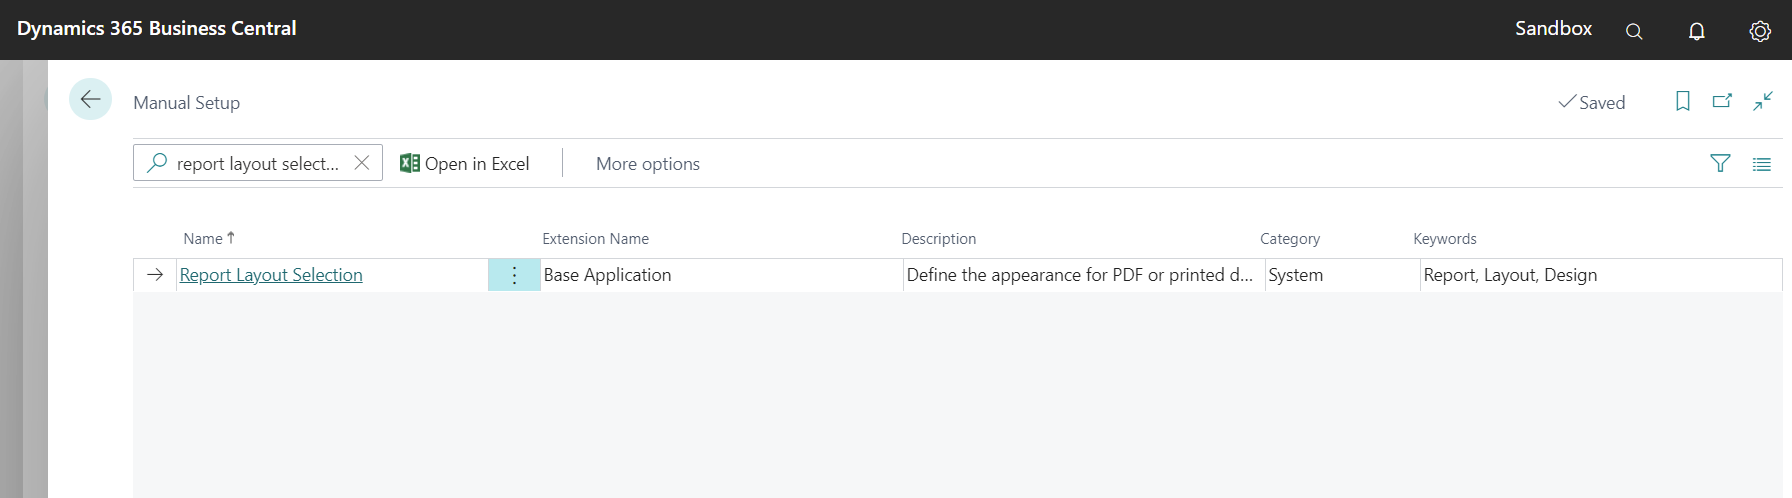 Dynamics 365 Business Central Sandbox
Manual Setup Saved
report layout select... Open in Excel More options
Name Extension Name Description Category Keywords
Report Layout Selection Base Application Define the appearance for PDF or printed d... System Report, Layout, Design